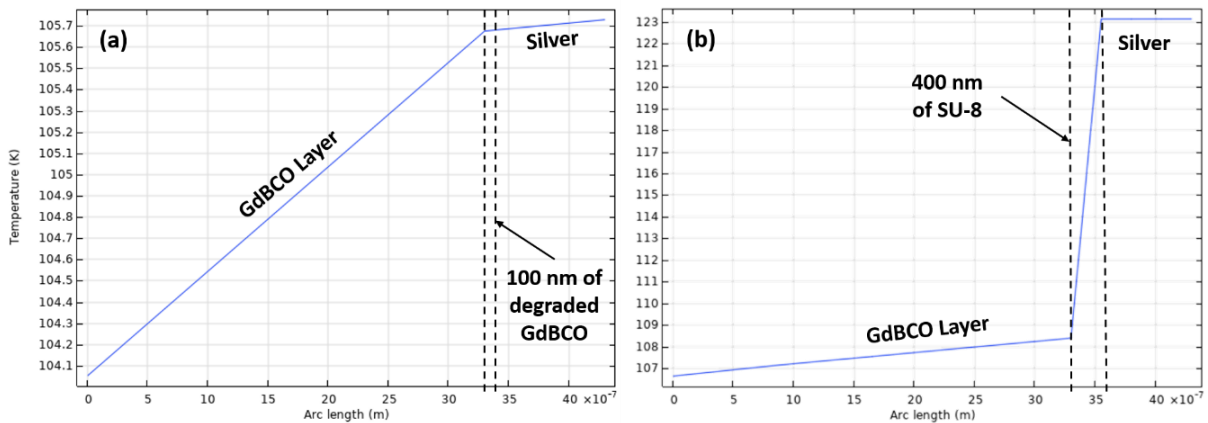 (a)
105.7
105.6
105.5
105.4
105.3
105.2
105.1
105
104.9
104.8
104.7
104.6
104.5
104.4
104.3
104.2
104.1
Temperature (K)
Silver
GdBCO Layer
100 nm of
degraded
GdBCO
0 5 10 15 20 25 30 35 40 ×10⁻⁷
Arc length (m)
(b)
123
122
121
120
119
118
117
116
115
114
113
112
111
110
109
108
107
Silver
400 nm
of SU-8
GdBCO Layer
0 5 10 15 20 25 30 35 40 ×10⁻⁷
Arc length (m)